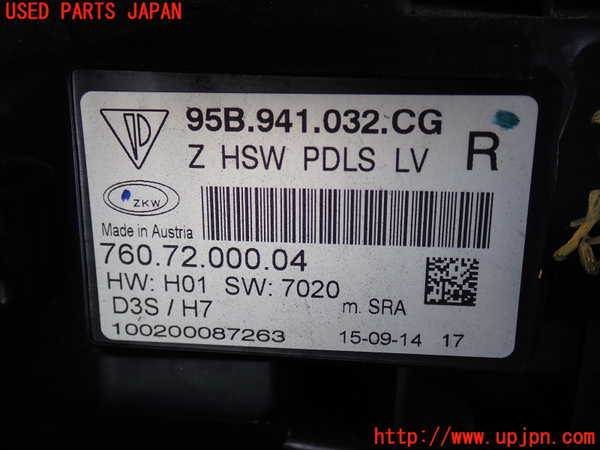 USED PARTS JAPAN
95B.941.032.CG
Z HSW PDLS LV R
ZKW
Made in Austria
760.72.000.04
HW: H01 SW: 7020
m. SRA
D3S / H7
100200087263 15-09-14 17
http://www.upjpn.com/